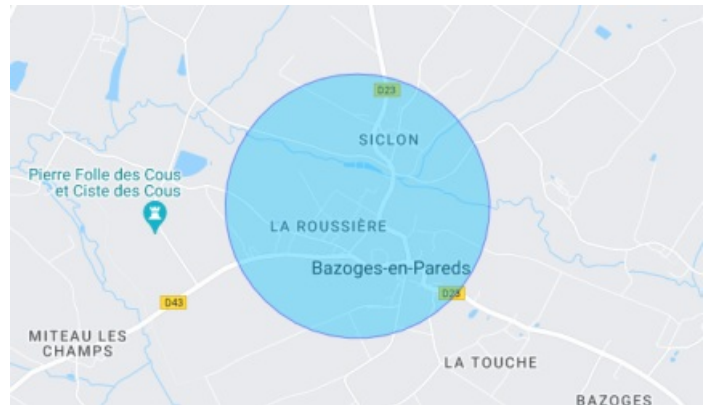 D23
SICLON
Pierre Folle des Cous
et Ciste des Cous
LA ROUSSIÈRE
Bazoges-en-Pareds
D23
D43
MITEAU LES
CHAMPS
LA TOUCHE
BAZOGES